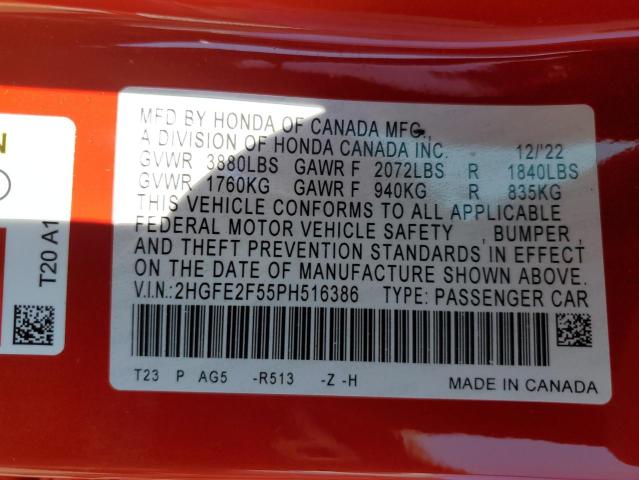 MFD BY HONDA OF CANADA MFG.,
A DIVISION OF HONDA CANADA INC. 12/'22
GVWR 3880LBS GAWR F 2072LBS R 1840LBS
GVWR 1760KG GAWR F 940KG R 835KG
THIS VEHICLE CONFORMS TO ALL APPLICABLE
FEDERAL MOTOR VEHICLE SAFETY , BUMPER ,
AND THEFT PREVENTION STANDARDS IN EFFECT
ON THE DATE OF MANUFACTURE SHOWN ABOVE.
V.I.N.:2HGFE2F55PH516386 TYPE: PASSENGER CAR
T23 P AG5 -R513 -Z -H MADE IN CANADA
T20 A1
N